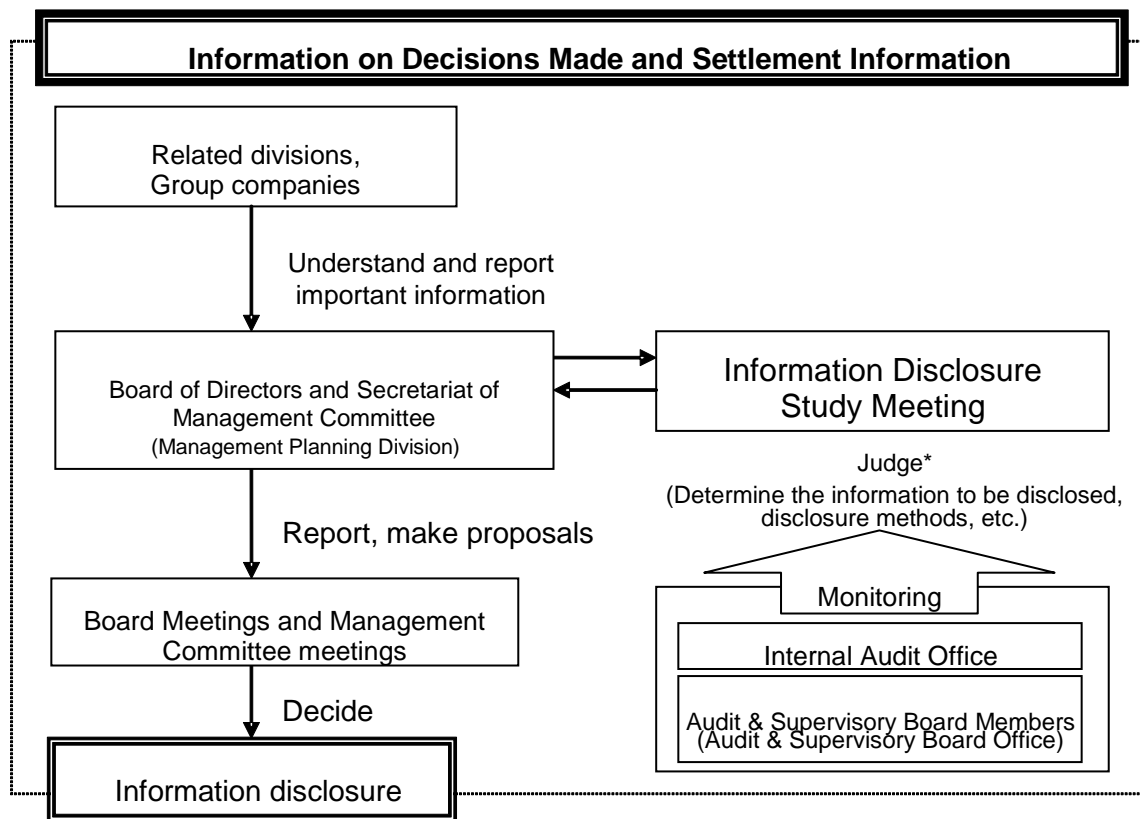 Information on Decisions Made and Settlement Information
Related divisions,
Group companies
Understand and report
important information
Board of Directors and Secretariat of
Management Committee
(Management Planning Division)
Information Disclosure
Study Meeting
Judge*
(Determine the information to be disclosed,
disclosure methods, etc.)
Report, make proposals
Monitoring
Board Meetings and Management
Committee meetings
Internal Audit Office
Decide
Audit & Supervisory Board Members
(Audit & Supervisory Board Office)
Information disclosure